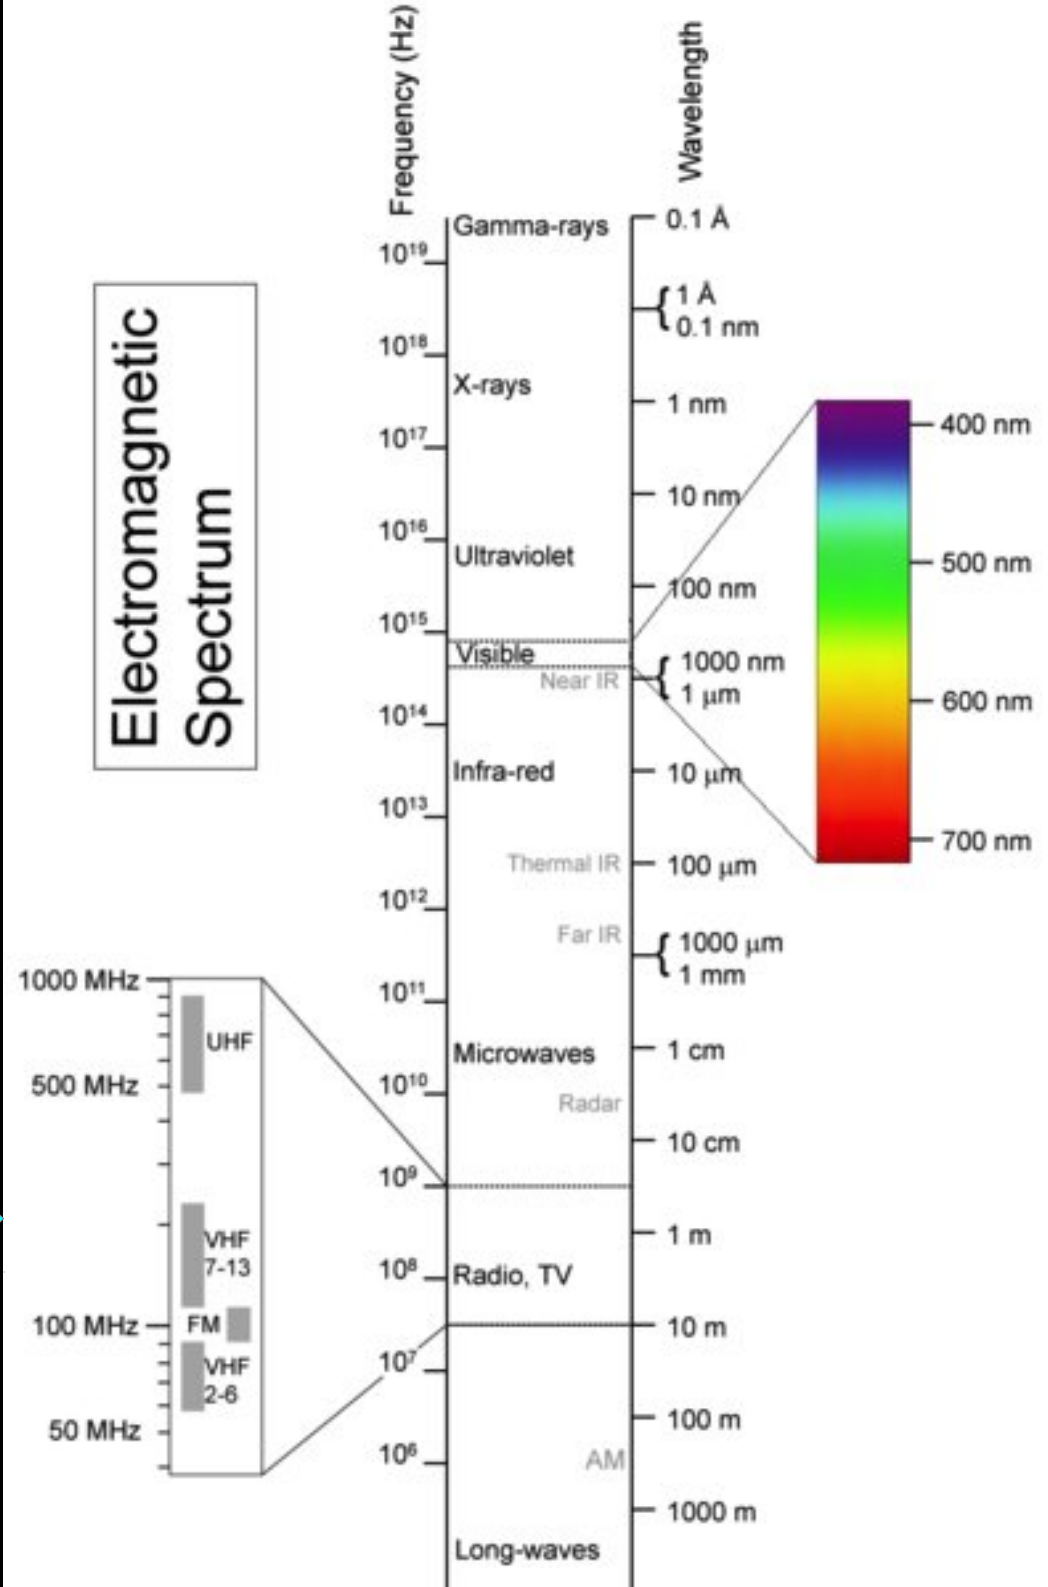 Frequency (Hz)
Wavelength
Electromagnetic
Spectrum
10¹⁹
10¹⁸
10¹⁷
10¹⁶
10¹⁵
10¹⁴
10¹³
10¹²
10¹¹
10¹⁰
10⁹
10⁸
10⁷
10⁶
Gamma-rays
X-rays
Ultraviolet
Visible
Near IR
Infra-red
Thermal IR
Far IR
Microwaves
Radar
Radio, TV
AM
Long-waves
0.1 Å
1 Å
0.1 nm
1 nm
10 nm
100 nm
1000 nm
1 µm
10 µm
100 µm
1000 µm
1 mm
1 cm
10 cm
1 m
10 m
100 m
1000 m
400 nm
500 nm
600 nm
700 nm
1000 MHz
500 MHz
100 MHz
50 MHz
UHF
VHF
7-13
FM
VHF
2-6